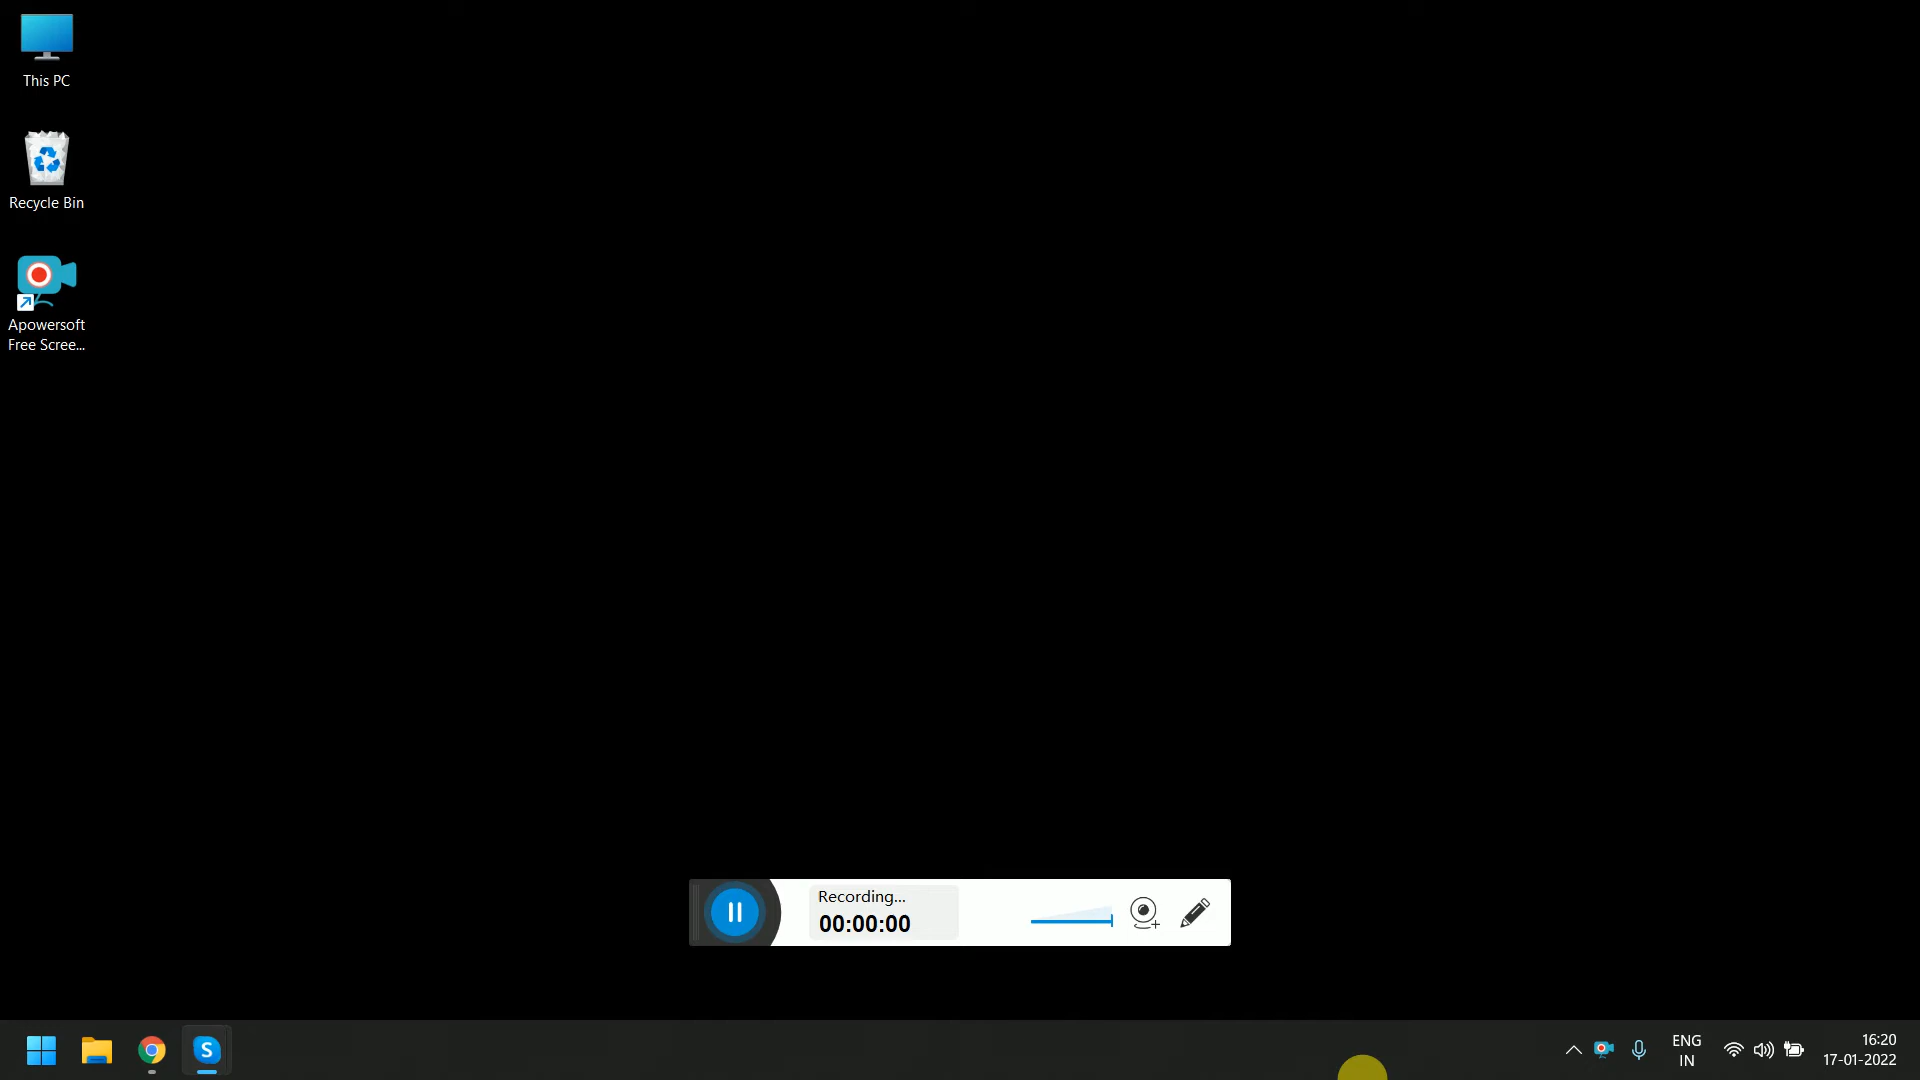 This PC
Recycle Bin
Apowersoft
Free Scree...
Recording...
00:00:00
ENG
IN
16:20
17-01-2022